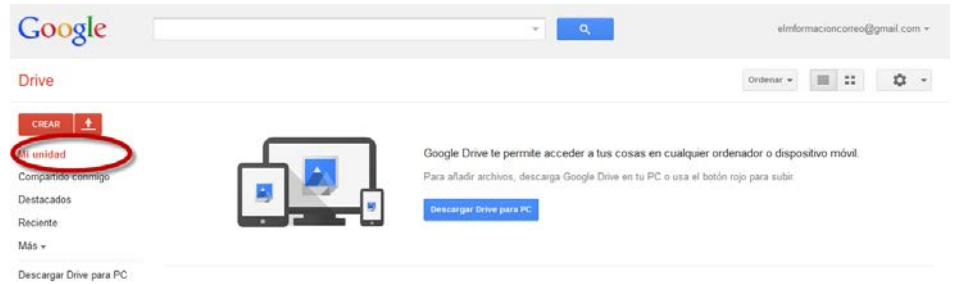 Google
elmformacioncorreo@gmail.com
Drive
Ordenar
CREAR
Mi unidad
Compartido conmigo
Destacados
Reciente
Más
Descargar Drive para PC
Google Drive te permite acceder a tus cosas en cualquier ordenador o dispositivo móvil.
Para añadir archivos, descarga Google Drive en tu PC o usa el botón rojo para subir.
Descargar Drive para PC